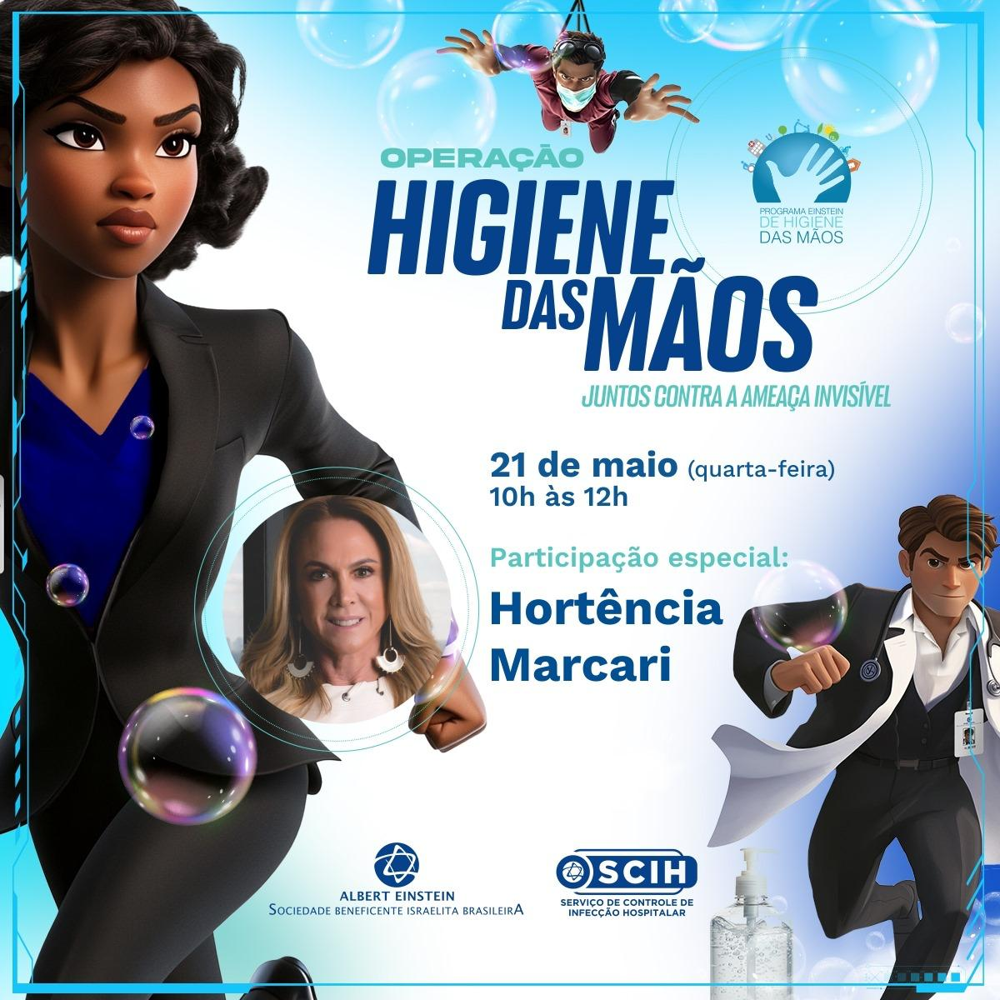 OPERAÇÃO
HIGIENE
DAS MÃOS
JUNTOS CONTRA A AMEAÇA INVISÍVEL
PROGRAMA EINSTEIN
DE HIGIENE
DAS MÃOS
21 de maio (quarta-feira)
10h às 12h
Participação especial:
Hortência
Marcari
ALBERT EINSTEIN
SOCIEDADE BENEFICENTE ISRAELITA BRASILEIRA
SCIH
SERVIÇO DE CONTROLE DE
INFECÇÃO HOSPITALAR